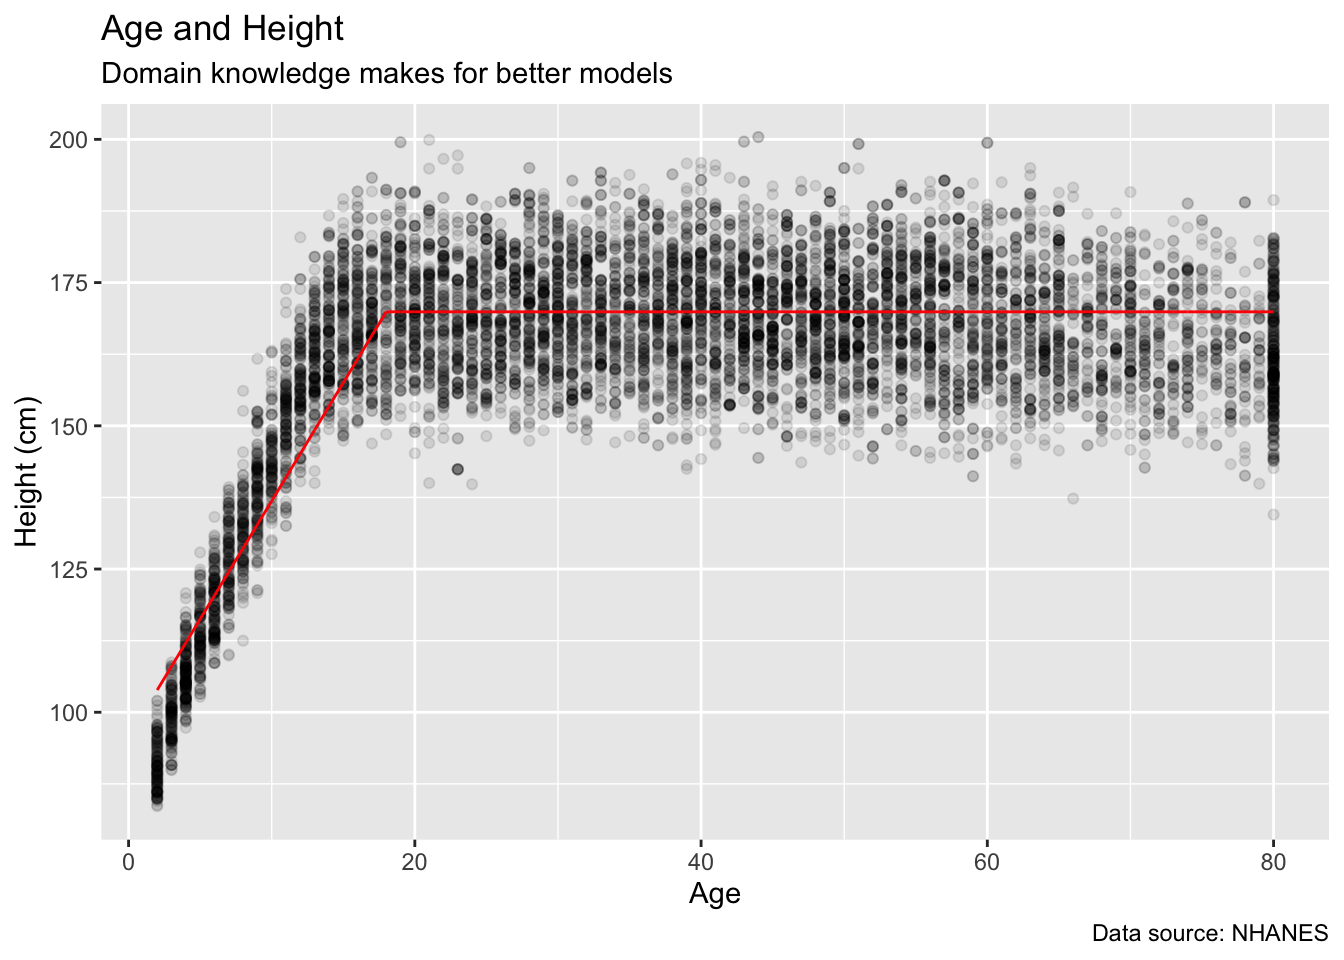 Age and Height
Domain knowledge makes for better models
200
175
150
125
100
Height (cm)
0
20
40
60
80
Age
Data source: NHANES